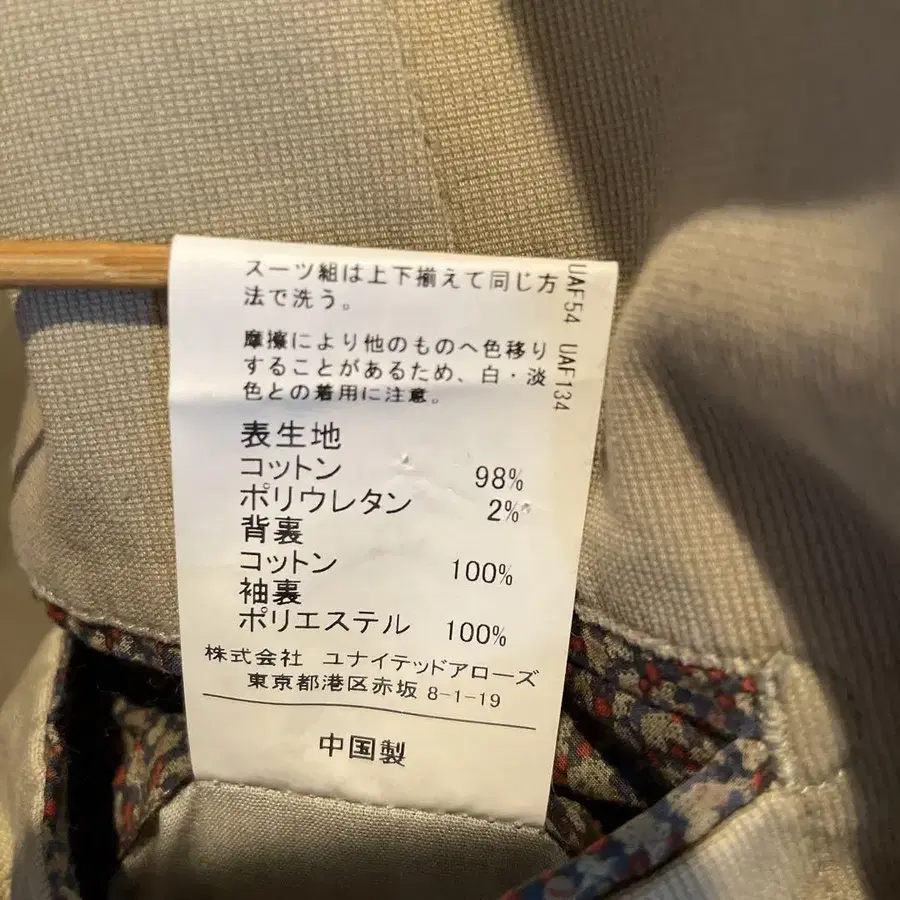 スーツ組は上下揃えて同じ方
法で洗う。
摩擦により他のものへ色移り
することがあるため、白・淡
色との着用に注意。
表生地
コットン 98%
ポリウレタン 2%
背裏
コットン 100%
袖裏
ポリエステル 100%
株式会社 ユナイテッドアローズ
東京都港区赤坂 8-1-19
中国製
UAF54 UAF134